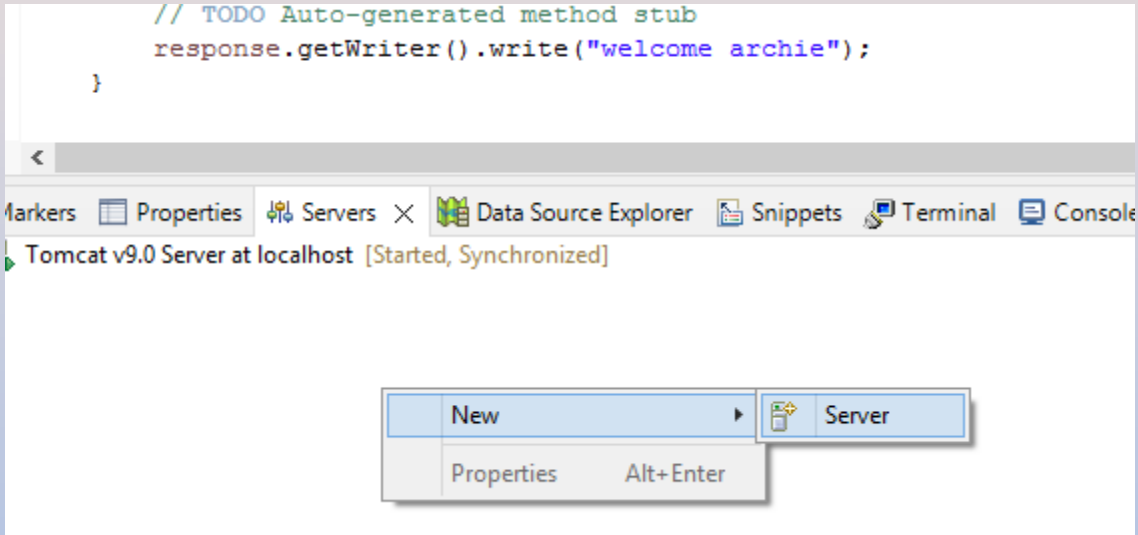 // TODO Auto-generated method stub
response.getWriter().write("welcome archie");
}
<
Markers Properties Servers Data Source Explorer Snippets Terminal Console
Tomcat v9.0 Server at localhost [Started, Synchronized]
New Server
Properties Alt+Enter